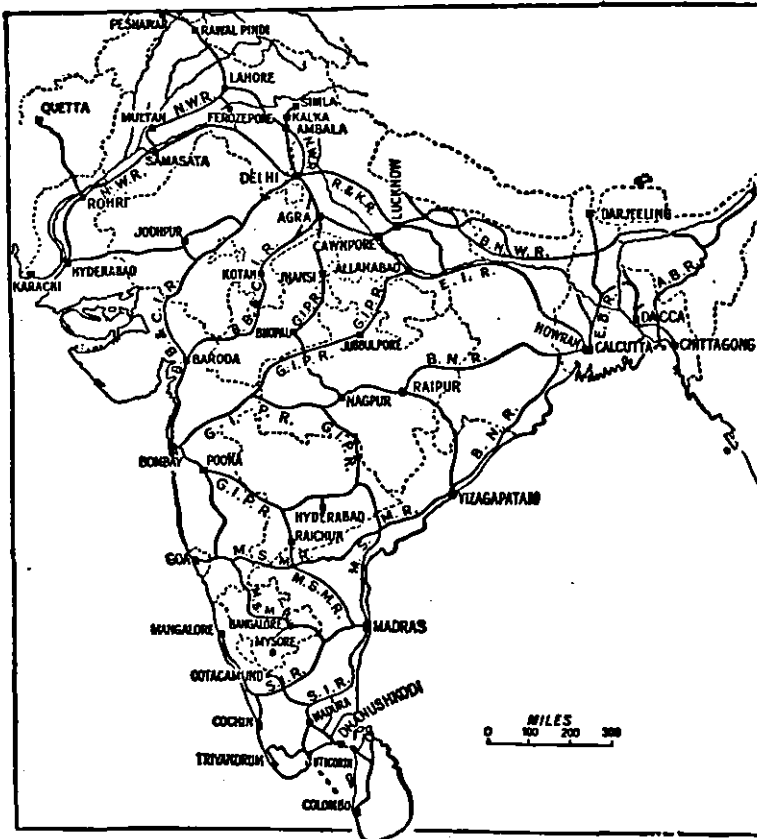 PESHAWAR
RAWAL PINDI
LAHORE
QUETTA
MULTAN
N.W.R.
FEROZEPORE
SIMLA
KALKA
AMBALA
SAMASATA
N.W.R.
N.W.R.
ROHRI
DELHI
R.&K.R.
LUCKNOW
DARJEELING
AGRA
CAWNPORE
B.N.W.R.
JODHPUR
KARACHI
HYDERABAD
KOTAH
JHANSI
ALLAHABAD
E.I.R.
A.B.R.
B.B.&C.I.R.
B.B.&C.I.R.
G.I.P.R.
G.I.P.R.
E.B.R.
DACCA
HOWRAH
CALCUTTA
CHITTAGONG
BHOPAL
JUBBULPORE
BARODA
G.I.P.R.
B.N.R.
NAGPUR
RAIPUR
G.I.P.R.
G.I.P.R.
B.N.R.
BOMBAY
POONA
VIZAGAPATAM
G.I.P.R.
HYDERABAD
RAICHUR
M.S.M.R.
GOA
M.S.M.R.
M.S.M.R.
M.S.M.
BANGALORE
MADRAS
MANGALORE
MYSORE
OOTACAMUND
S.I.R.
S.I.R.
DHANUSHKODI
MADURA
COCHIN
MILES
0 100 200 300
TRIVANDRUM
COLOMBO